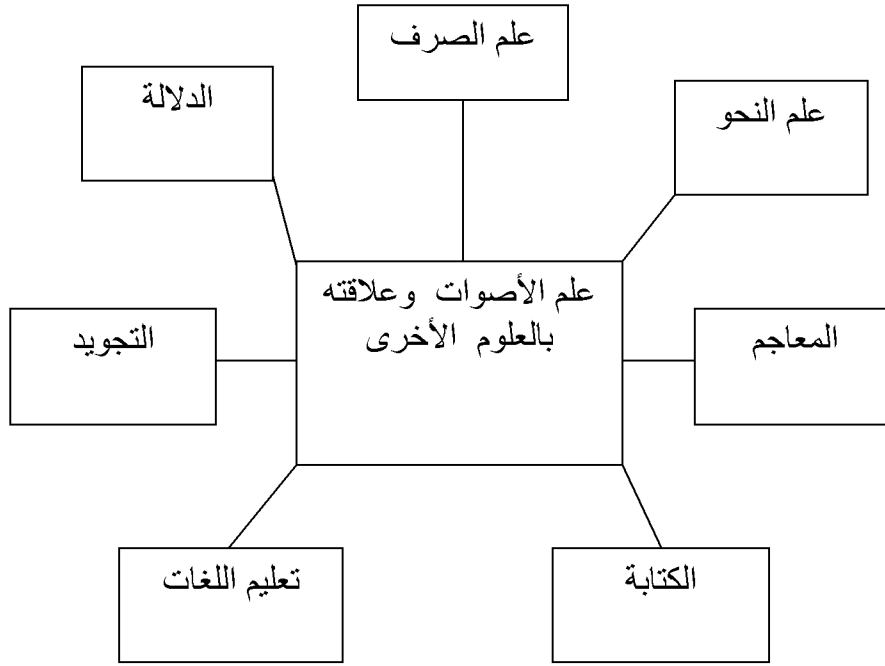 علم الصرف
الدلالة
علم النحو
علم الأصوات وعلاقته
بالعلوم الأخرى
التجويد
المعاجم
تعليم اللغات
الكتابة